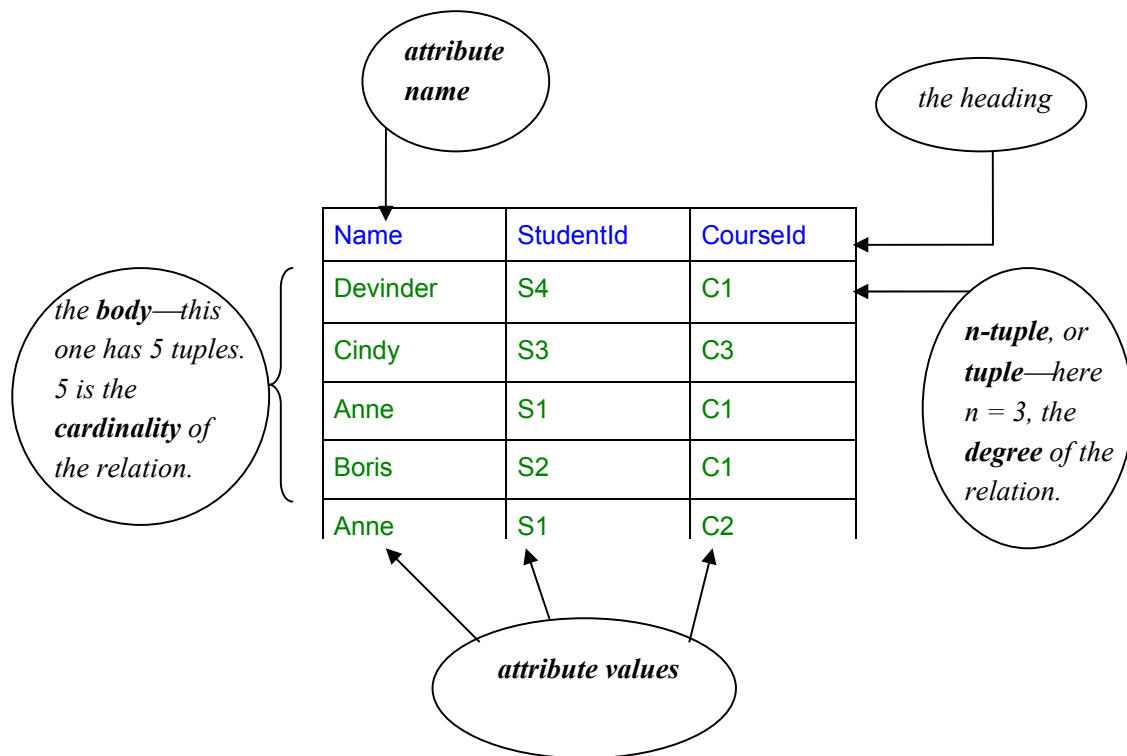 attribute
name
the heading
Name StudentId CourseId
Devinder S4 C1
Cindy S3 C3
Anne S1 C1
Boris S2 C1
Anne S1 C2
the body—this
one has 5 tuples.
5 is the
cardinality of
the relation.
n-tuple, or
tuple—here
n = 3, the
degree of the
relation.
attribute values